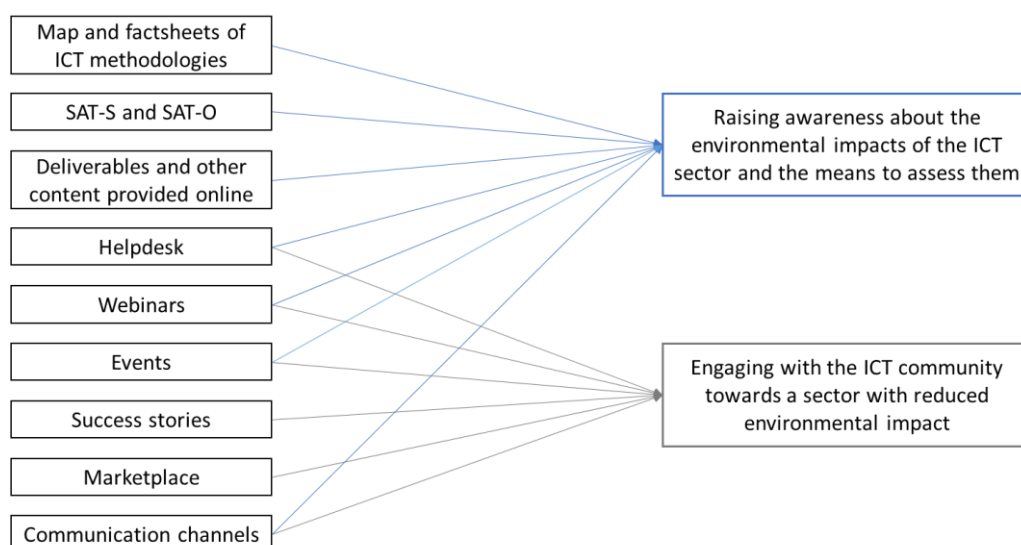 Map and factsheets of
ICT methodologies
SAT-S and SAT-O
Deliverables and other
content provided online
Helpdesk
Webinars
Events
Success stories
Marketplace
Communication channels
Raising awareness about the
environmental impacts of the ICT
sector and the means to assess them
Engaging with the ICT community
towards a sector with reduced
environmental impact